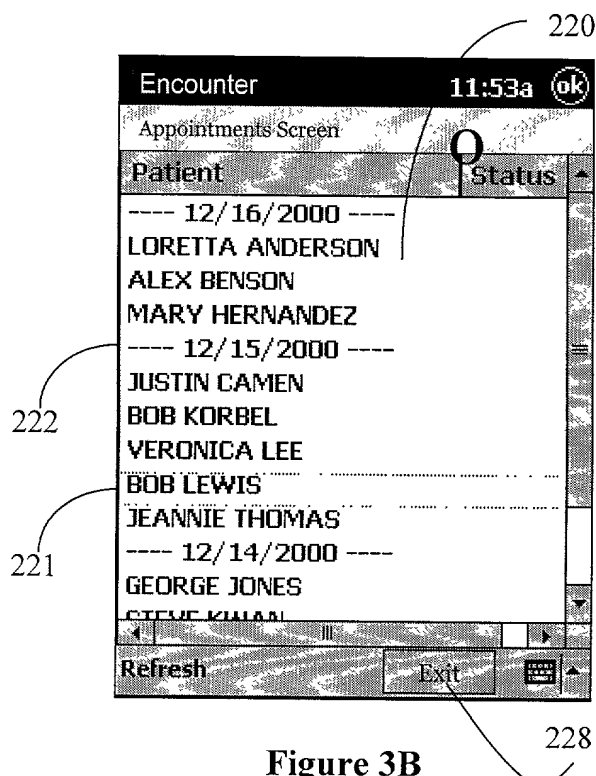 220
Encounter 11:53a ok
Appointments Screen
Patient Status
---- 12/16/2000 ----
LORETTA ANDERSON
ALEX BENSON
MARY HERNANDEZ
---- 12/15/2000 ----
JUSTIN CAMEN
222
BOB KORBEL
VERONICA LEE
BOB LEWIS
JEANNIE THOMAS
221
---- 12/14/2000 ----
GEORGE JONES
Refresh Exit
228
Figure 3B